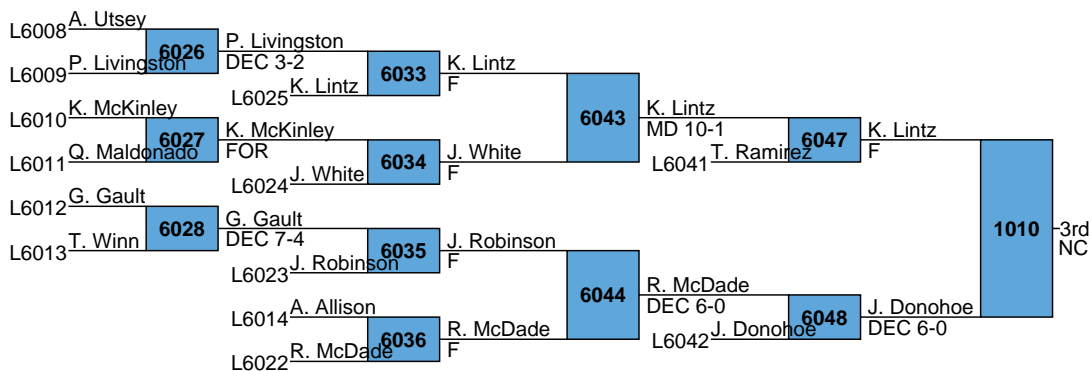 L6008 A. Utsey
6026
L6009 P. Livingston
P. Livingston
DEC 3-2
6033
L6025 K. Lintz
K. Lintz
F
L6010 K. McKinley
6027
L6011 Q. Maldonado
K. McKinley
FOR
6034
L6024 J. White
J. White
F
6043
K. Lintz
MD 10-1
6047
L6041 T. Ramirez
K. Lintz
F
L6012 G. Gault
6028
L6013 T. Winn
G. Gault
DEC 7-4
6035
L6023 J. Robinson
J. Robinson
F
L6014 A. Allison
6036
L6022 R. McDade
R. McDade
F
6044
R. McDade
DEC 6-0
6048
L6042 J. Donohoe
J. Donohoe
DEC 6-0
1010
3rd
NC